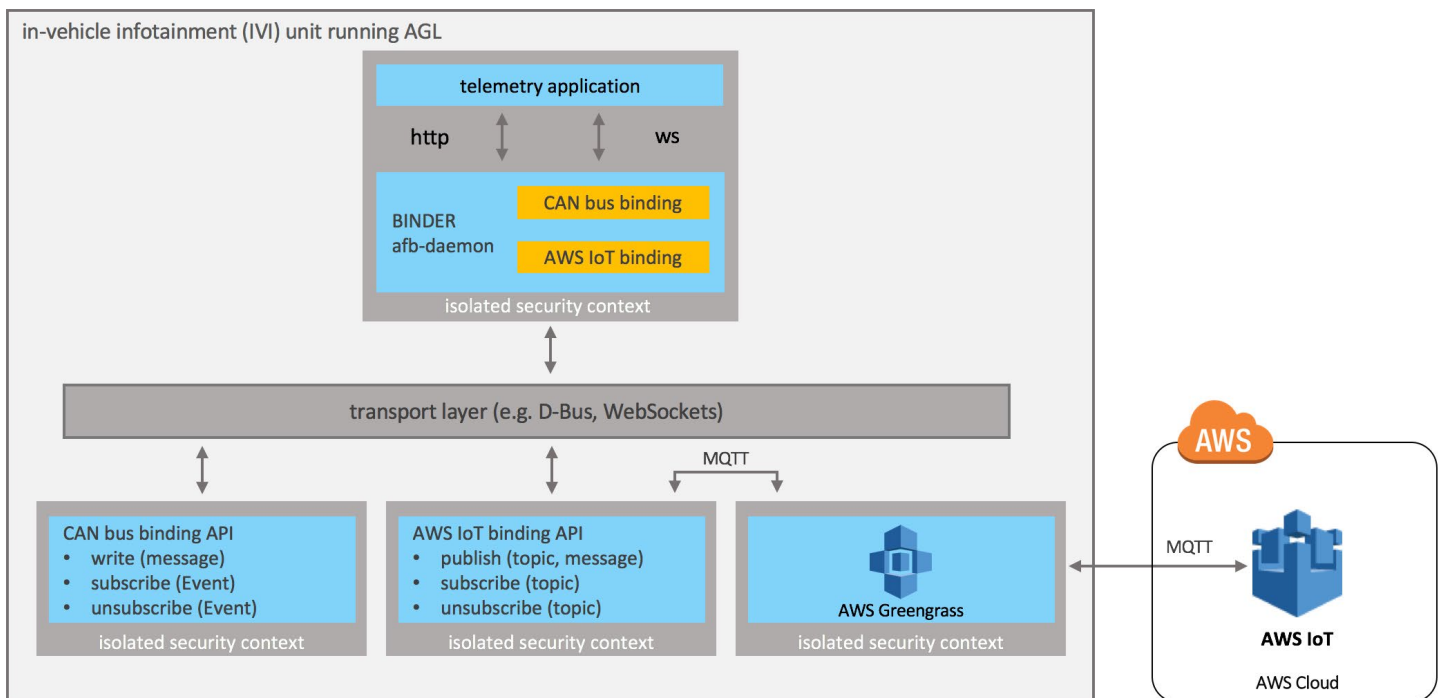 in-vehicle infotainment (IVI) unit running AGL
telemetry application
http
ws
CAN bus binding
BINDER
afb-daemon
AWS IoT binding
isolated security context
transport layer (e.g. D-Bus, WebSockets)
MQTT
AWS
CAN bus binding API
• write (message)
• subscribe (Event)
• unsubscribe (Event)
isolated security context
AWS IoT binding API
• publish (topic, message)
• subscribe (topic)
• unsubscribe (topic)
isolated security context
AWS Greengrass
isolated security context
MQTT
AWS IoT
AWS Cloud